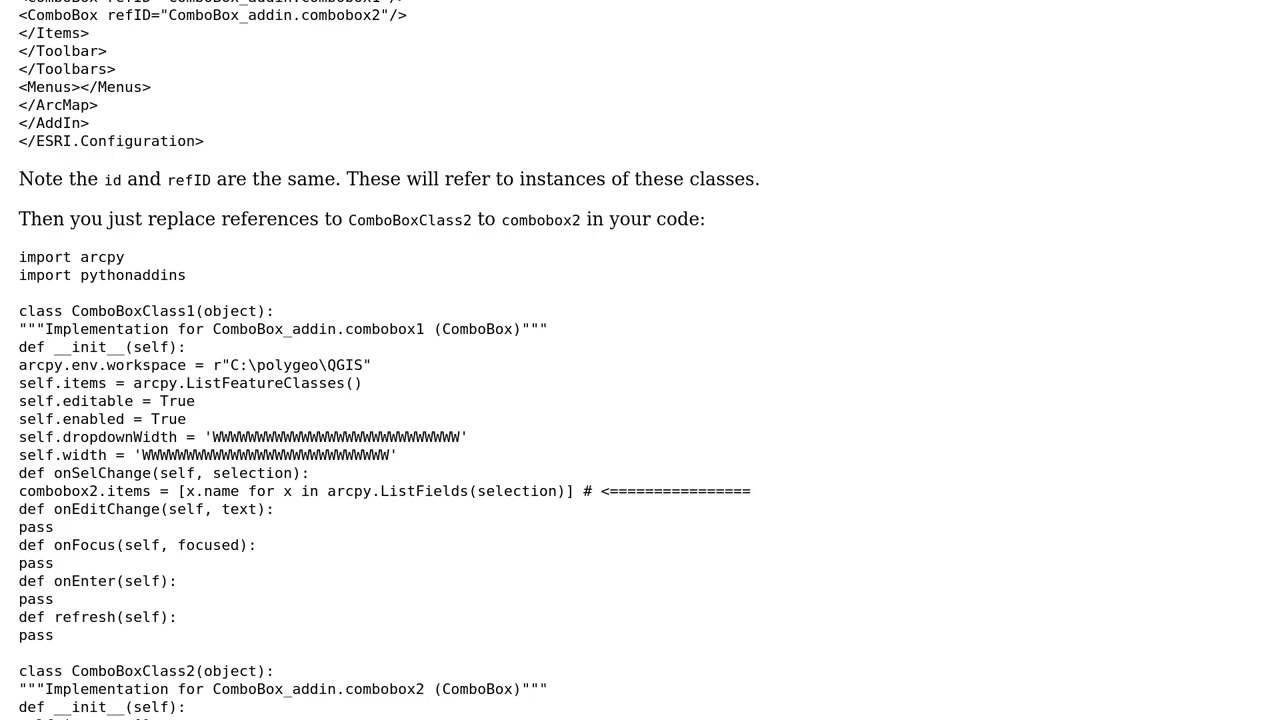 <ComboBox refID="ComboBox_addin.combobox1"/>
<ComboBox refID="ComboBox_addin.combobox2"/>
</Items>
</Toolbar>
</Toolbars>
<Menus></Menus>
</ArcMap>
</AddIn>
</ESRI.Configuration>
Note the id and refID are the same. These will refer to instances of these classes.
Then you just replace references to ComboBoxClass2 to combobox2 in your code:
import arcpy
import pythonaddins
class ComboBoxClass1(object):
"""Implementation for ComboBox_addin.combobox1 (ComboBox)"""
def __init__(self):
arcpy.env.workspace = r"C:\polygeo\QGIS"
self.items = arcpy.ListFeatureClasses()
self.editable = True
self.enabled = True
self.dropdownWidth = 'WWWWWWWWWWWWWWWWWWWWWWWWWWWW'
self.width = 'WWWWWWWWWWWWWWWWWWWWWWWWWWWW'
def onSelChange(self, selection):
combobox2.items = [x.name for x in arcpy.ListFields(selection)] # <================
def onEditChange(self, text):
pass
def onFocus(self, focused):
pass
def onEnter(self):
pass
def refresh(self):
pass
class ComboBoxClass2(object):
"""Implementation for ComboBox_addin.combobox2 (ComboBox)"""
def __init__(self):